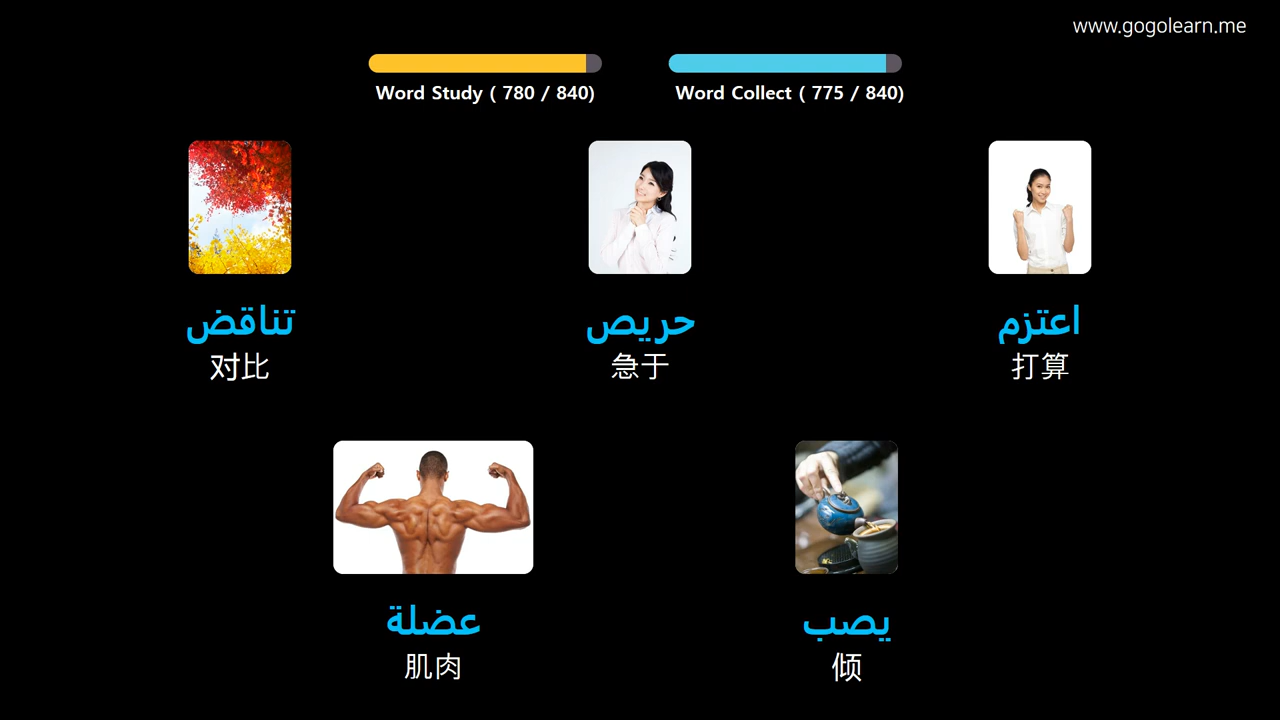 www.gogolearn.me
Word Study ( 780 / 840)
Word Collect ( 775 / 840)
تناقض
对比
حريص
急于
اعتزم
打算
عضلة
肌肉
يصب
倾